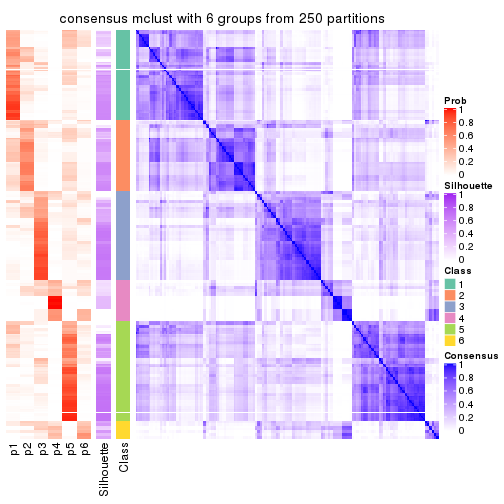 consensus mclust with 6 groups from 250 partitions
Prob
1
0.8
0.6
0.4
0.2
0
Silhouette
1
0.8
0.6
0.4
0.2
0
Class
1
2
3
4
5
6
Consensus
1
0.8
0.6
0.4
0.2
0
p1
p2
p3
p4
p5
p6
Silhouette
Class